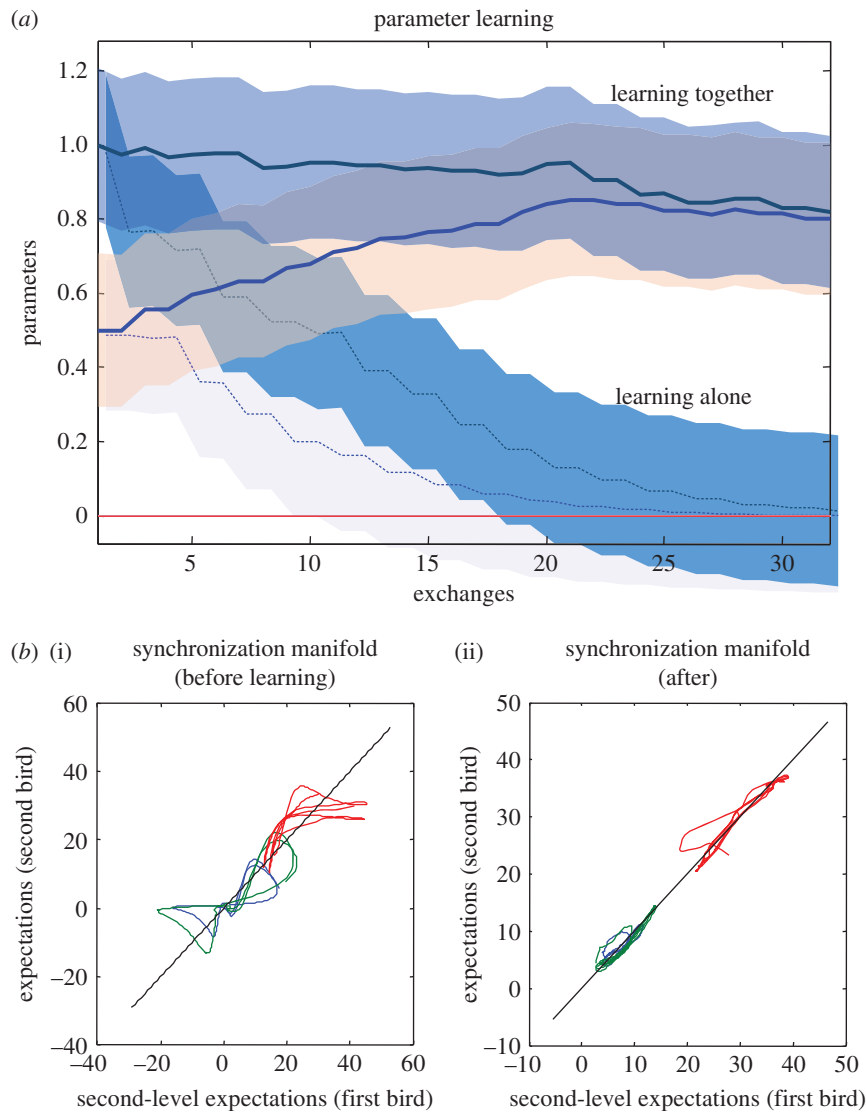 (a) parameter learning
1.2
1.0
0.8
0.6
0.4
0.2
0
parameters
learning together
learning alone
5 10 15 20 25 30
exchanges
(b) (i) synchronization manifold
(before learning)
60
40
20
0
–20
–40
expectations (second bird)
–40 –20 0 20 40 60
second-level expectations (first bird)
(ii) synchronization manifold
(after)
50
40
30
20
10
0
–10
expectations (second bird)
–10 0 10 20 30 40 50
second-level expectations (first bird)